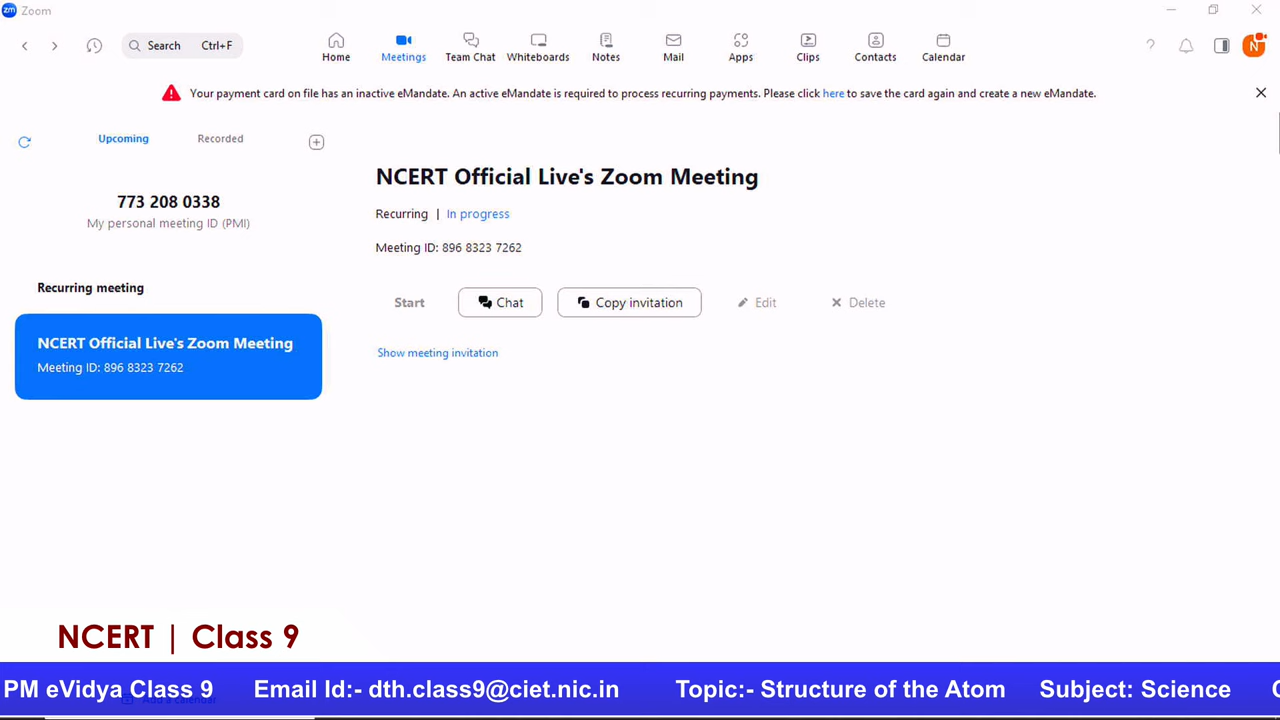 Zoom
Search Ctrl+F
Home Meetings Team Chat Whiteboards Notes Mail Apps Clips Contacts Calendar
N
Your payment card on file has an inactive eMandate. An active eMandate is required to process recurring payments. Please click here to save the card again and create a new eMandate.
Upcoming Recorded
773 208 0338
My personal meeting ID (PMI)
Recurring meeting
NCERT Official Live's Zoom Meeting
Meeting ID: 896 8323 7262
NCERT Official Live's Zoom Meeting
Recurring | In progress
Meeting ID: 896 8323 7262
Start Chat Copy invitation Edit Delete
Show meeting invitation
NCERT | Class 9
PM eVidya Class 9 Email Id:- dth.class9@ciet.nic.in Topic:- Structure of the Atom Subject: Science
Add a calendar